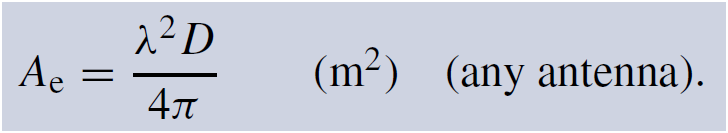 Aₑ = λ²D / 4π (m²) (any antenna).